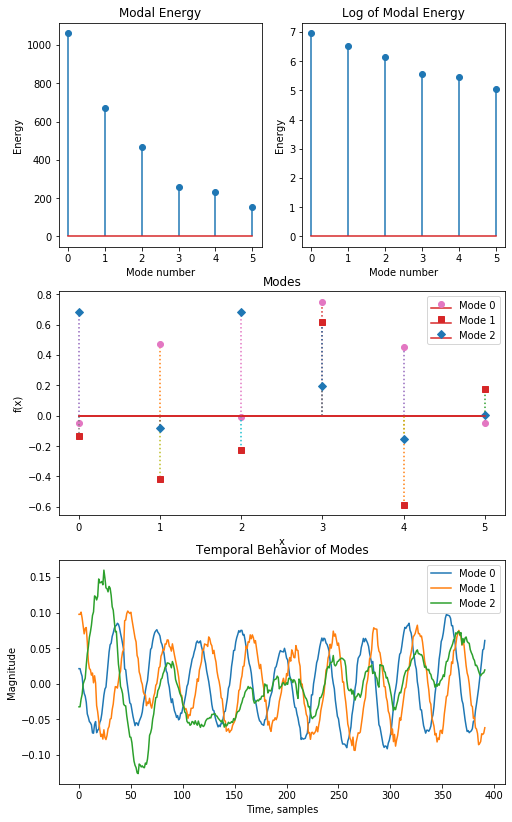 Modal Energy
Log of Modal Energy
1000
800
600
400
200
0
Energy
0 1 2 3 4 5
Mode number
7
6
5
4
3
2
1
0
Energy
0 1 2 3 4 5
Mode number
Modes
0.8
0.6
0.4
0.2
0.0
−0.2
−0.4
−0.6
f(x)
Mode 0
Mode 1
Mode 2
0 1 2 3 4 5
x
Temporal Behavior of Modes
0.15
0.10
0.05
0.00
−0.05
−0.10
Magnitude
Mode 0
Mode 1
Mode 2
0 50 100 150 200 250 300 350 400
Time, samples